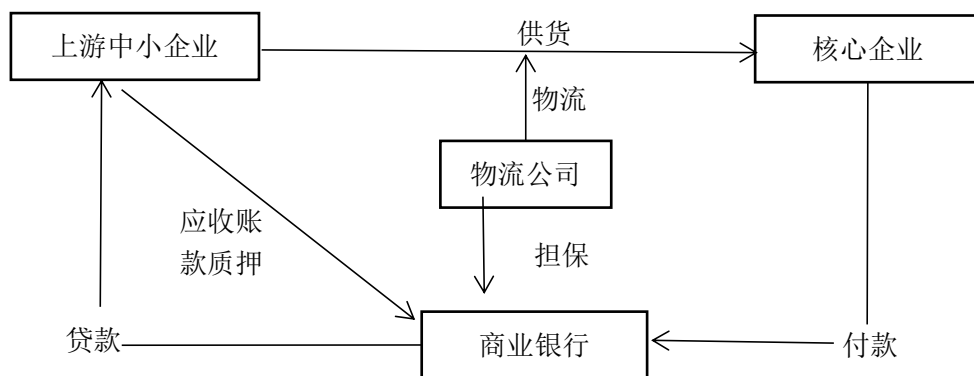 供货
上游中小企业
核心企业
物流
物流公司
应收账
款质押
担保
贷款
商业银行
付款